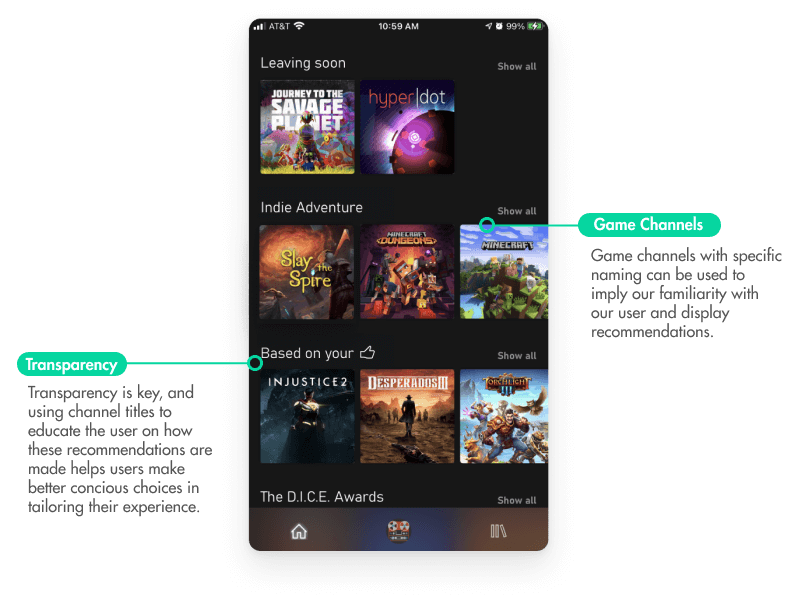 AT&T 10:59 AM 99%
Leaving soon Show all
JOURNEY TO THE
SAVAGE
PLANET
hyper|dot
Indie Adventure Show all
Slay
the
Spire
MINECRAFT
DUNGEONS
MINECRAFT
Game Channels
Game channels with specific
naming can be used to
imply our familiarity with
our user and display
recommendations.
Based on your Show all
INJUSTICE 2
DESPERADOS III
TORCHLIGHT
III
Transparency
Transparency is key, and
using channel titles to
educate the user on how
these recommendations are
made helps users make
better concious choices in
tailoring their experience.
The D.I.C.E. Awards Show all